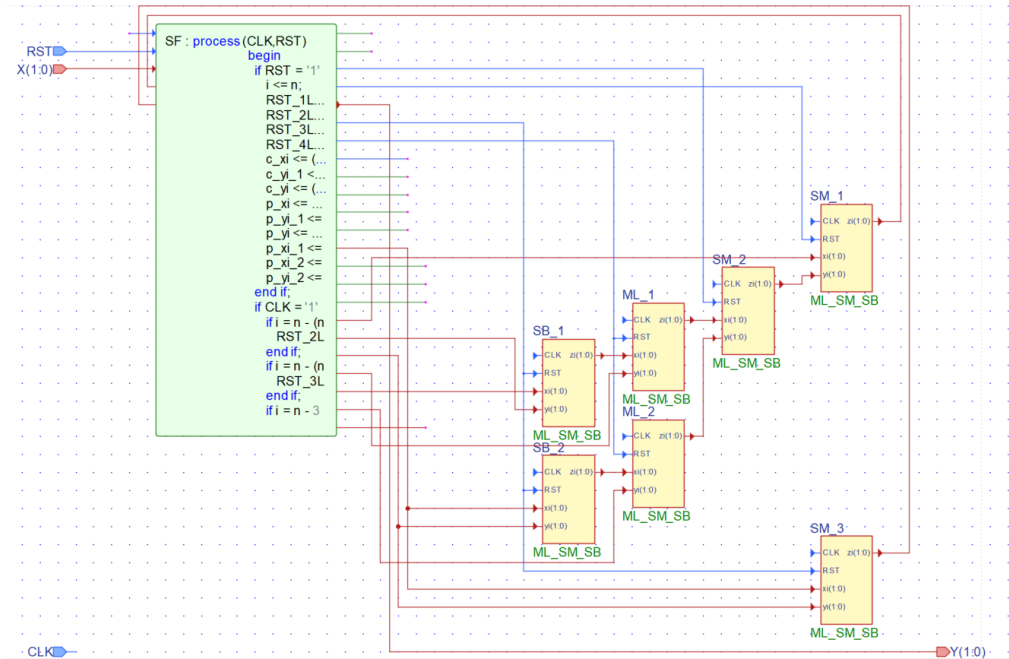 SF : process (CLK,RST)
begin
if RST = '1'
i <= n;
RST_1L...
RST_2L...
RST_3L...
RST_4L...
c_xi <= (...
c_yi_1 <...
c_yi <= (...
p_xi <= ...
p_yi_1 <=
p_yi <= ...
p_xi_1 <=
p_xi_2 <=
p_yi_2 <=
end if;
if CLK = '1'
if i = n - (n
RST_2L
end if;
if i = n - (n
RST_3L
end if;
if i = n - 3
RST
X(1:0)
CLK
SB_1
CLK zi(1:0)
RST
xi(1:0)
yi(1:0)
ML_SM_SB
SB_2
CLK zi(1:0)
RST
xi(1:0)
yi(1:0)
ML_SM_SB
ML_1
CLK zi(1:0)
RST
xi(1:0)
yi(1:0)
ML_SM_SB
ML_2
CLK zi(1:0)
RST
xi(1:0)
yi(1:0)
ML_SM_SB
SM_2
CLK zi(1:0)
RST
xi(1:0)
yi(1:0)
ML_SM_SB
SM_1
CLK zi(1:0)
RST
xi(1:0)
yi(1:0)
ML_SM_SB
SM_3
CLK zi(1:0)
RST
xi(1:0)
yi(1:0)
ML_SM_SB
Y(1:0)